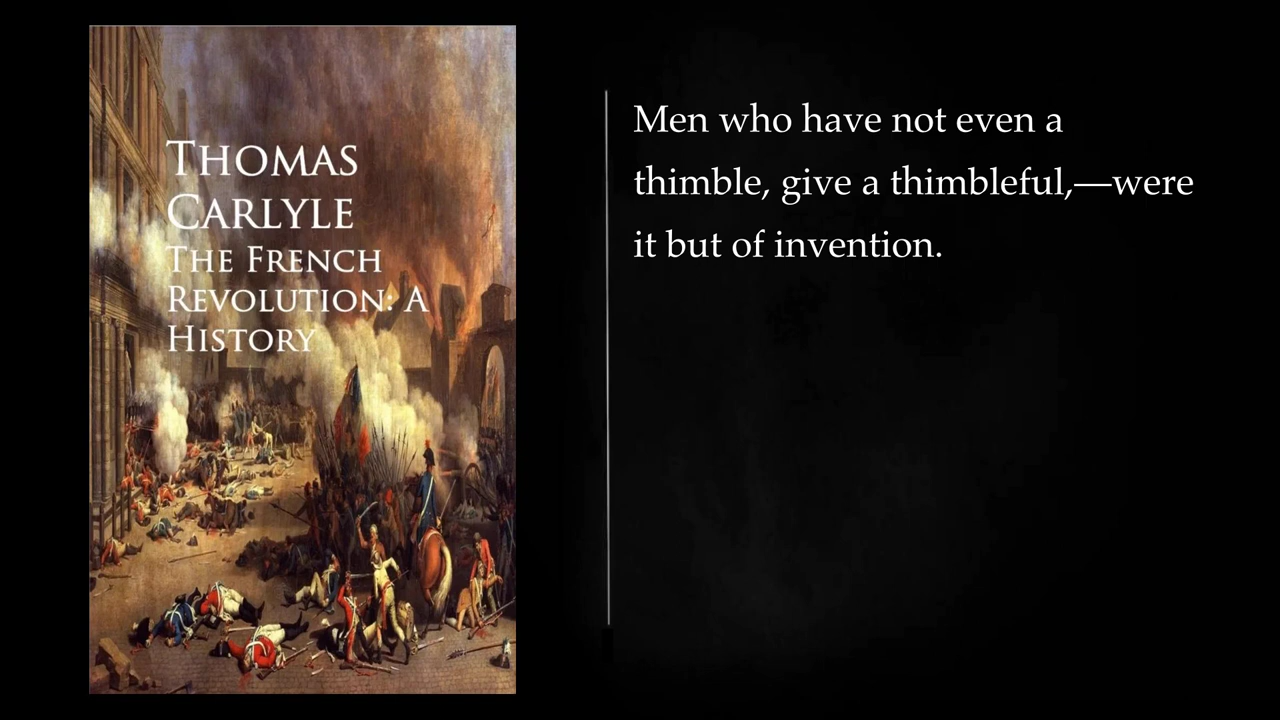 THOMAS
CARLYLE
THE FRENCH
REVOLUTION: A
HISTORY
Men who have not even a
thimble, give a thimbleful,—were
it but of invention.